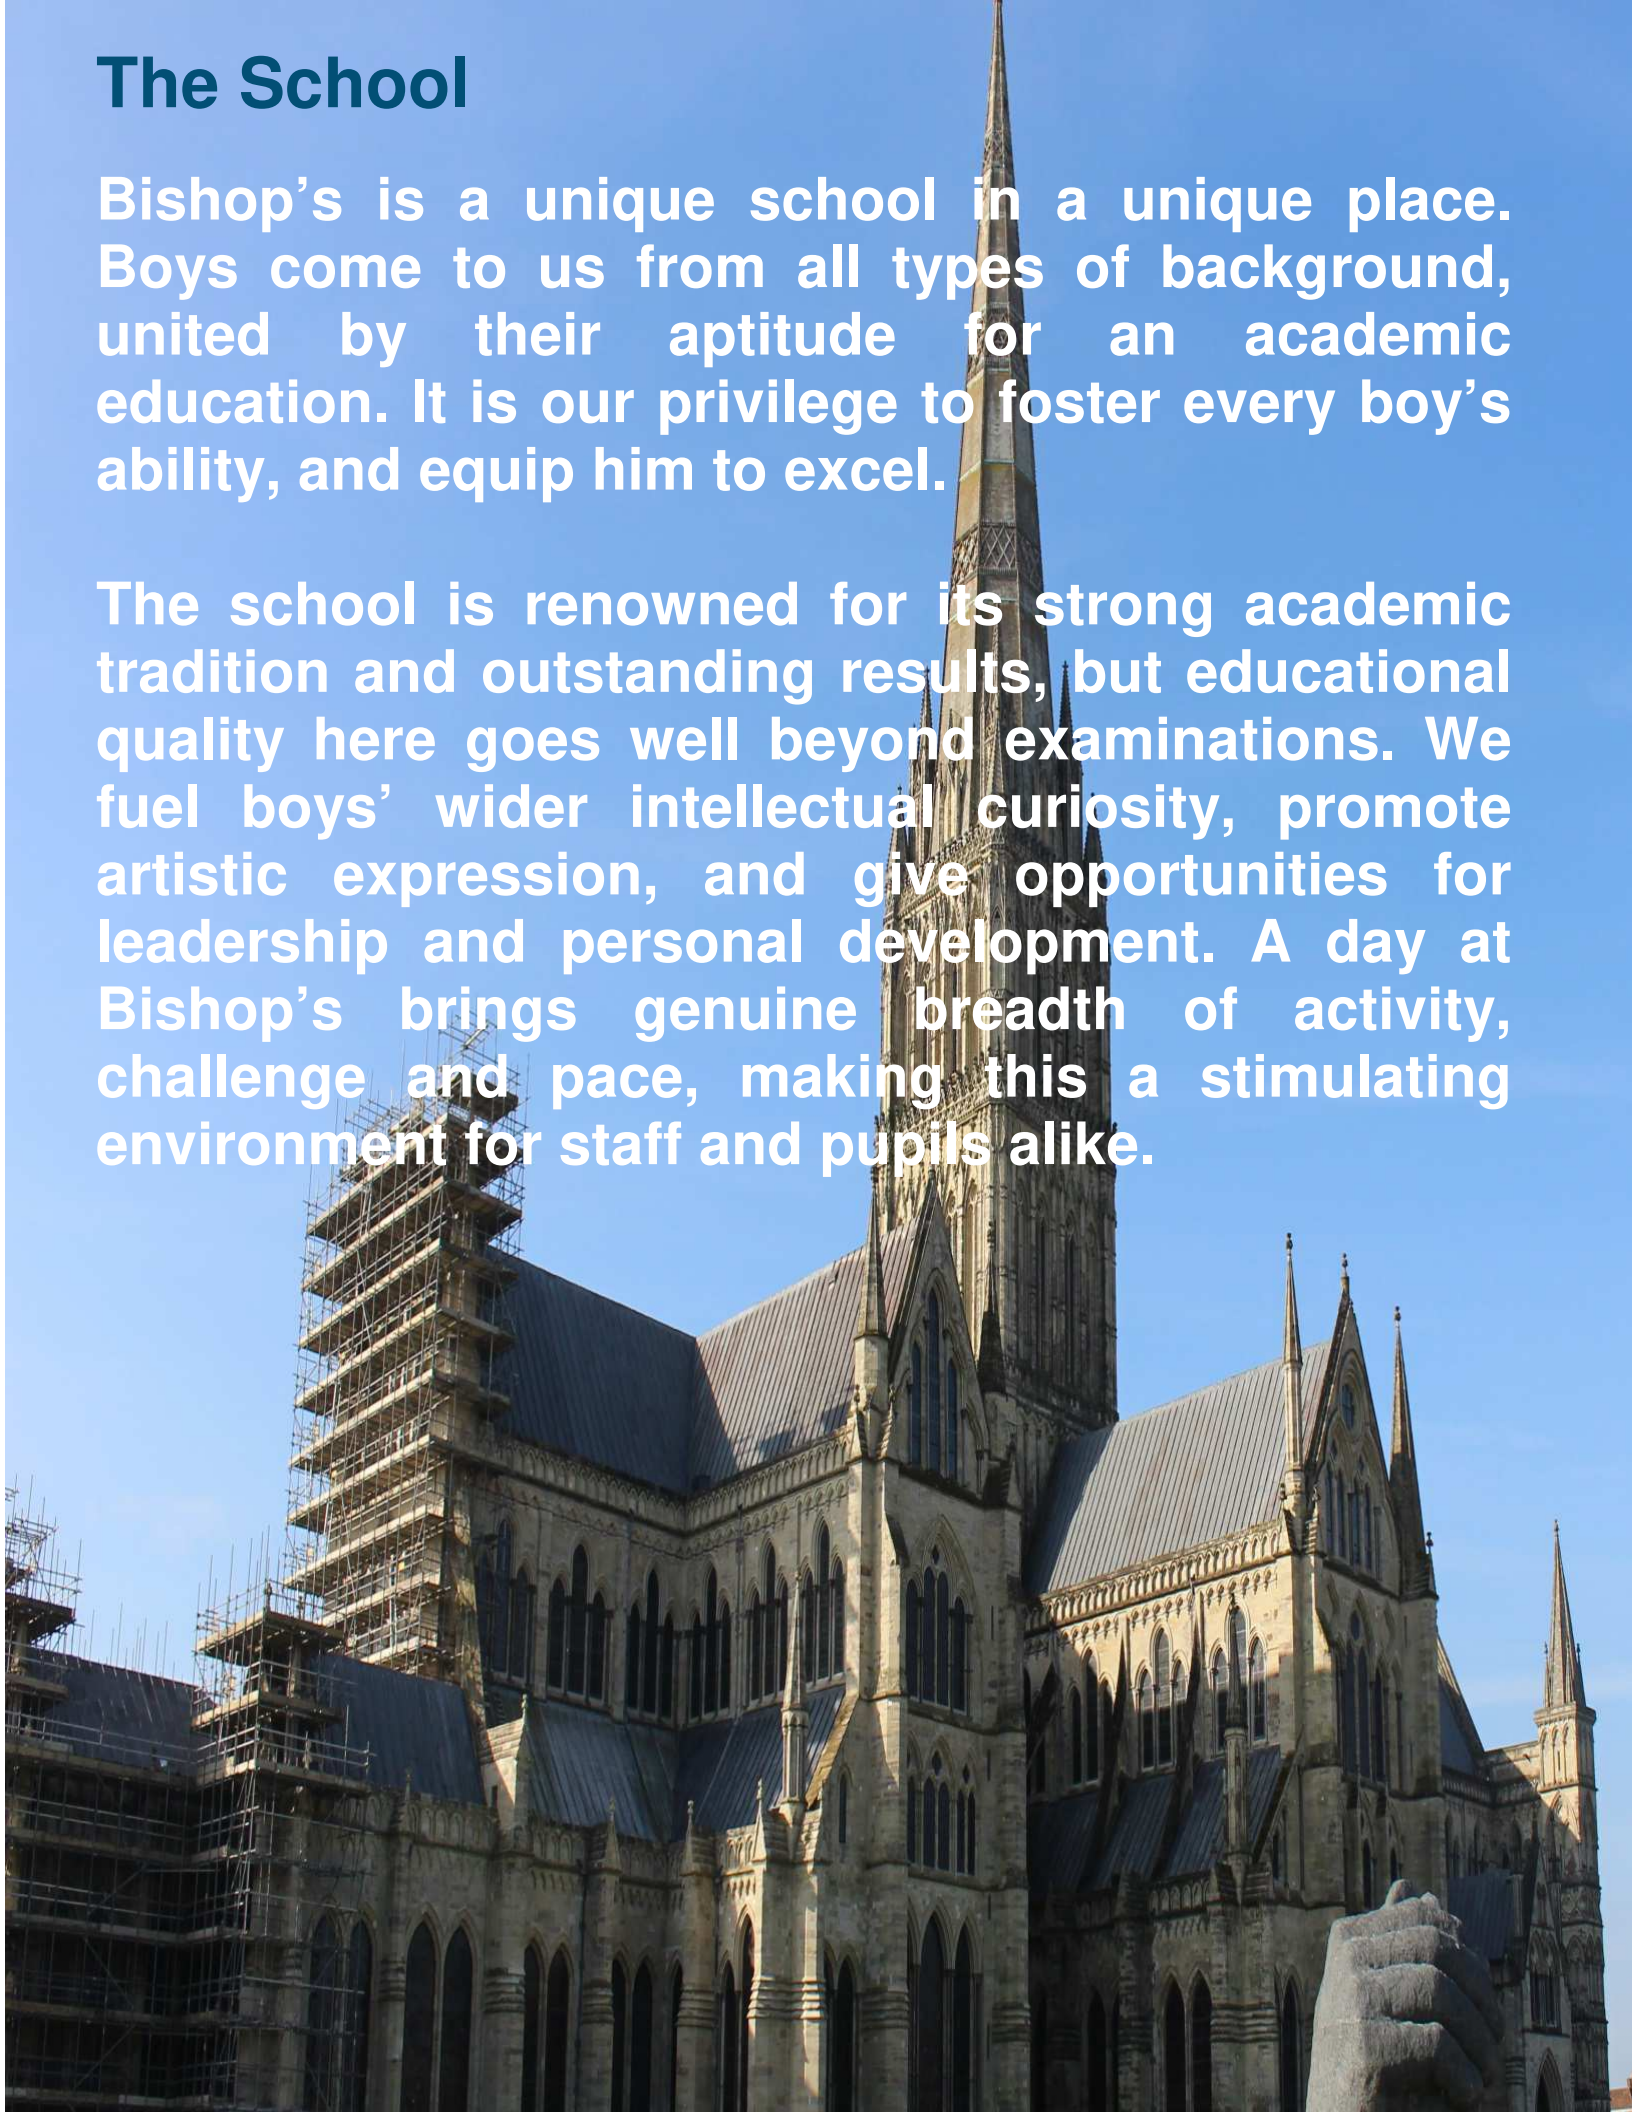 The School
Bishop’s is a unique school in a unique place.
Boys come to us from all types of background,
united by their aptitude for an academic
education. It is our privilege to foster every boy’s
ability, and equip him to excel.
The school is renowned for its strong academic
tradition and outstanding results, but educational
quality here goes well beyond examinations. We
fuel boys’ wider intellectual curiosity, promote
artistic expression, and give opportunities for
leadership and personal development. A day at
Bishop’s brings genuine breadth of activity,
challenge and pace, making this a stimulating
environment for staff and pupils alike.